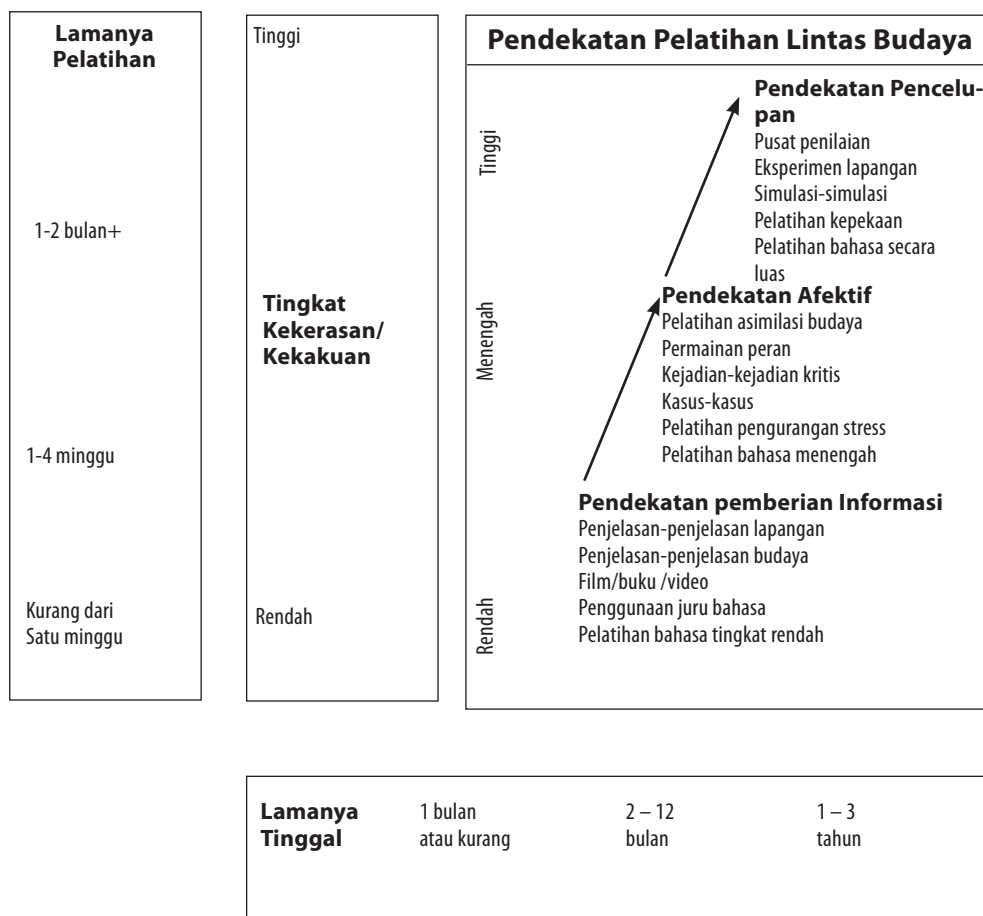 Lamanya
Pelatihan
1-2 bulan+
1-4 minggu
Kurang dari
Satu minggu
Tinggi
Tingkat
Kekerasan/
Kekakuan
Rendah
Pendekatan Pelatihan Lintas Budaya
Tinggi
Pendekatan Pencelu-
pan
Pusat penilaian
Eksperimen lapangan
Simulasi-simulasi
Pelatihan kepekaan
Pelatihan bahasa secara
luas
Menengah
Pendekatan Afektif
Pelatihan asimilasi budaya
Permainan peran
Kejadian-kejadian kritis
Kasus-kasus
Pelatihan pengurangan stress
Pelatihan bahasa menengah
Rendah
Pendekatan pemberian Informasi
Penjelasan-penjelasan lapangan
Penjelasan-penjelasan budaya
Film/buku /video
Penggunaan juru bahasa
Pelatihan bahasa tingkat rendah
Lamanya
Tinggal
1 bulan
atau kurang
2 – 12
bulan
1 – 3
tahun